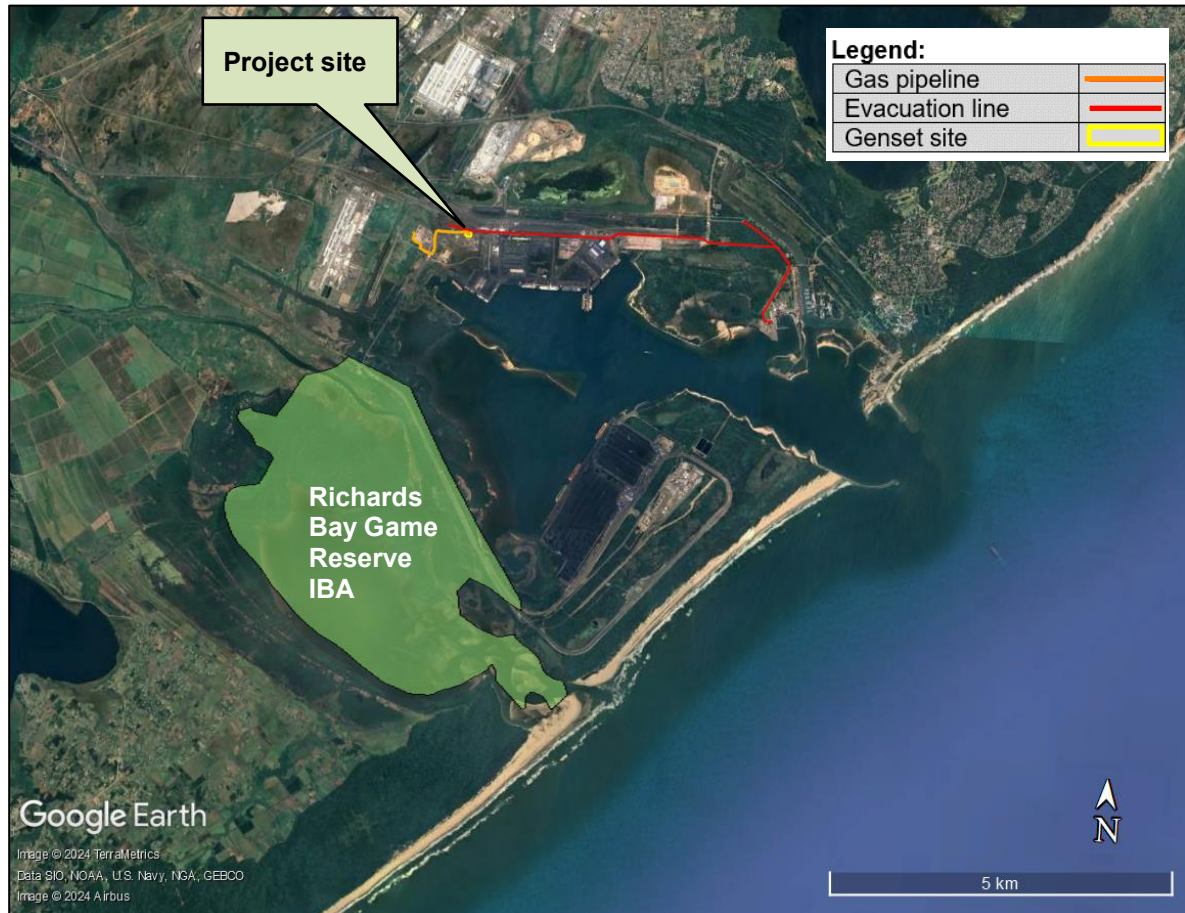 Project site
Legend:
Gas pipeline
Evacuation line
Genset site
Richards
Bay Game
Reserve
IBA
Google Earth
Image © 2024 TerraMetrics
Data SIO, NOAA, U.S. Navy, NGA, GEBCO
Image © 2024 Airbus
N
5 km